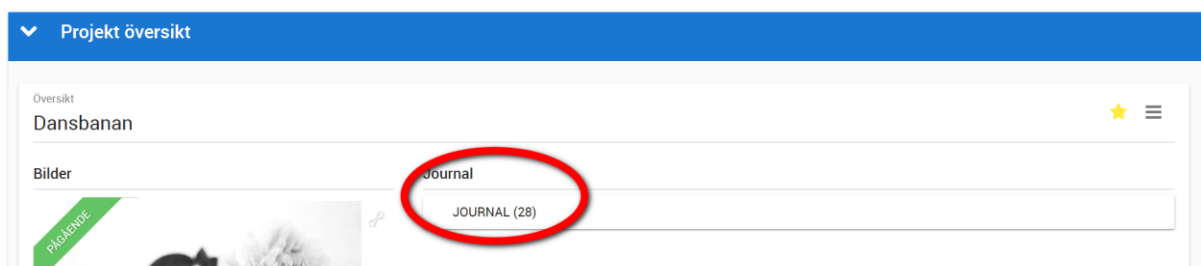 Projekt översikt
Översikt
Dansbanan
Bilder
Journal
PÅGÅENDE
JOURNAL (28)